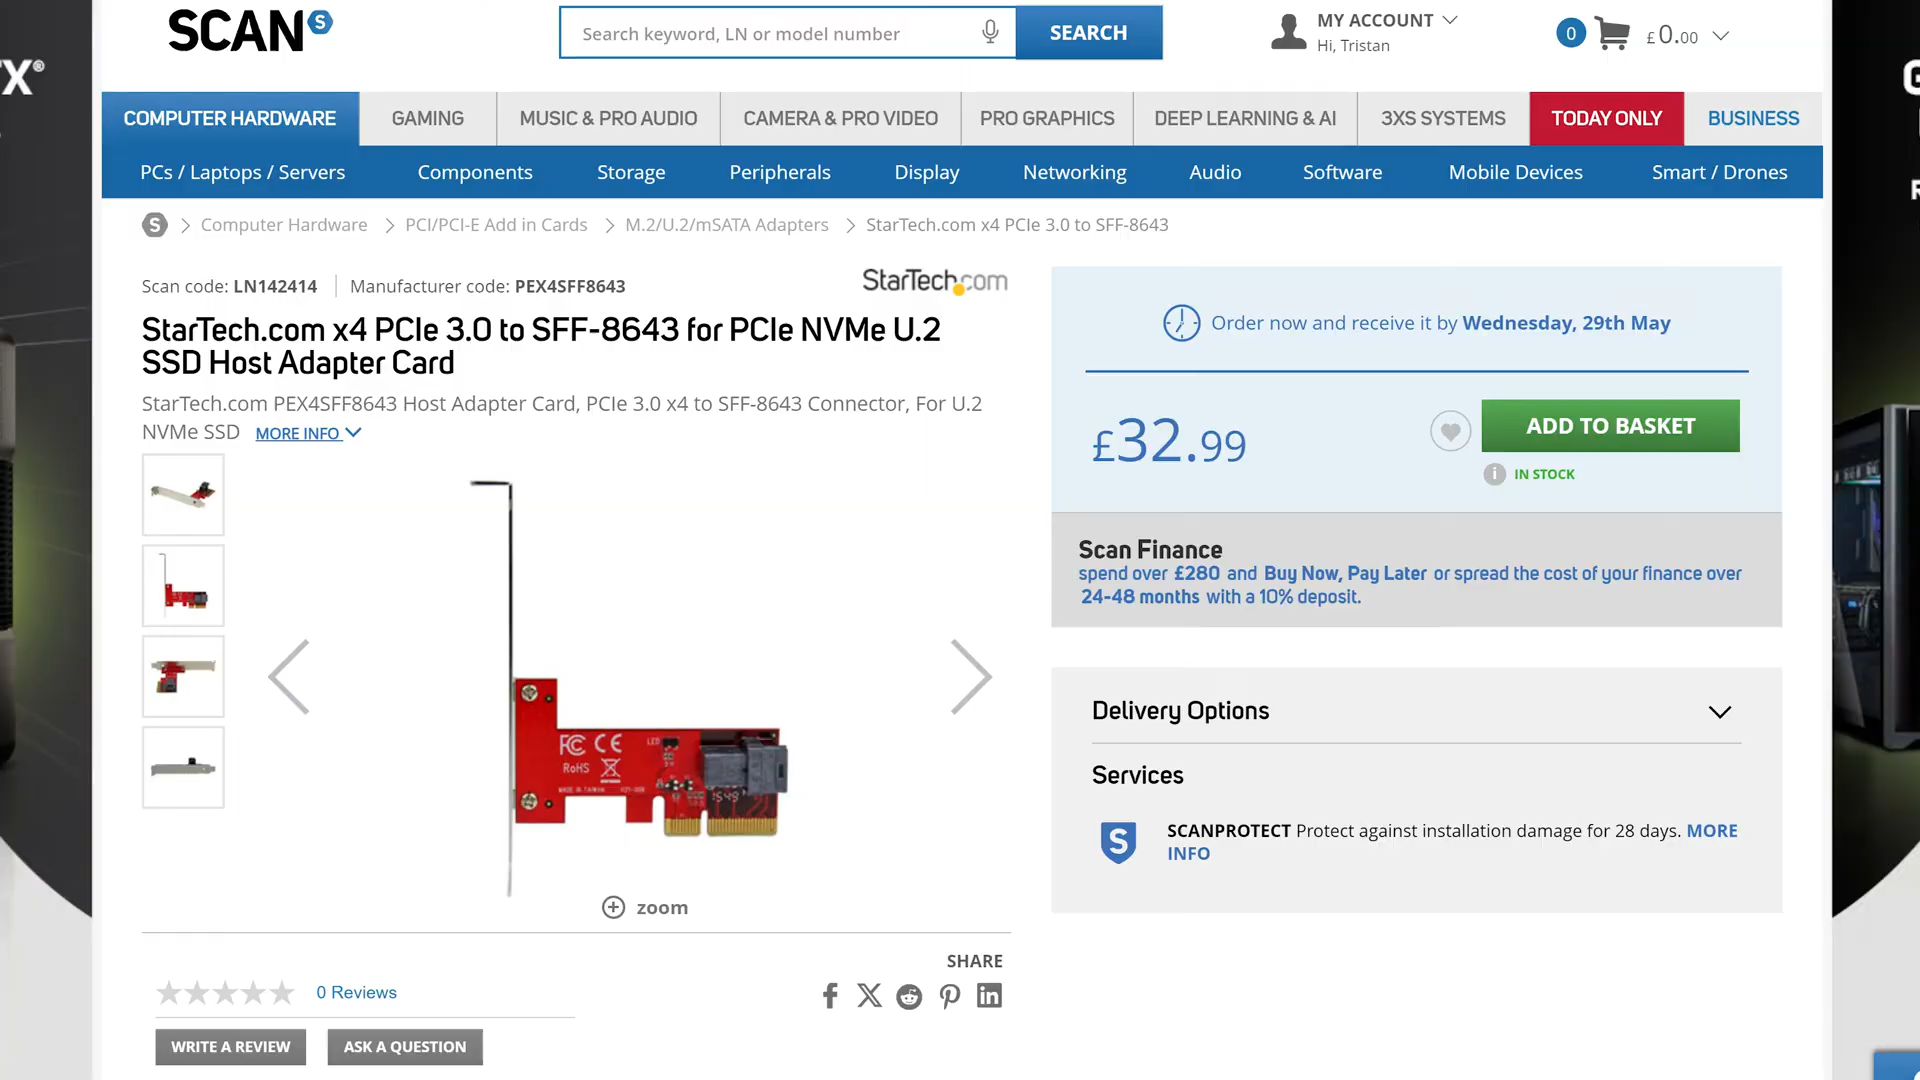 SCAN S
Search keyword, LN or model number
SEARCH
MY ACCOUNT
Hi, Tristan
0
£0.00
X®
COMPUTER HARDWARE
GAMING
MUSIC & PRO AUDIO
CAMERA & PRO VIDEO
PRO GRAPHICS
DEEP LEARNING & AI
3XS SYSTEMS
TODAY ONLY
BUSINESS
PCs / Laptops / Servers
Components
Storage
Peripherals
Display
Networking
Audio
Software
Mobile Devices
Smart / Drones
S
Computer Hardware
PCI/PCI-E Add in Cards
M.2/U.2/mSATA Adapters
StarTech.com x4 PCIe 3.0 to SFF-8643
Scan code: LN142414
Manufacturer code: PEX4SFF8643
StarTech.com
StarTech.com x4 PCIe 3.0 to SFF-8643 for PCIe NVMe U.2
SSD Host Adapter Card
StarTech.com PEX4SFF8643 Host Adapter Card, PCIe 3.0 x4 to SFF-8643 Connector, For U.2
NVMe SSD MORE INFO
FC CE
LED
RoHS
MADE IN TAIWAN
1549
zoom
SHARE
0 Reviews
WRITE A REVIEW
ASK A QUESTION
Order now and receive it by Wednesday, 29th May
£32.99
ADD TO BASKET
i IN STOCK
Scan Finance
spend over £280 and Buy Now, Pay Later or spread the cost of your finance over
24-48 months with a 10% deposit.
Delivery Options
Services
S
SCANPROTECT Protect against installation damage for 28 days. MORE
INFO